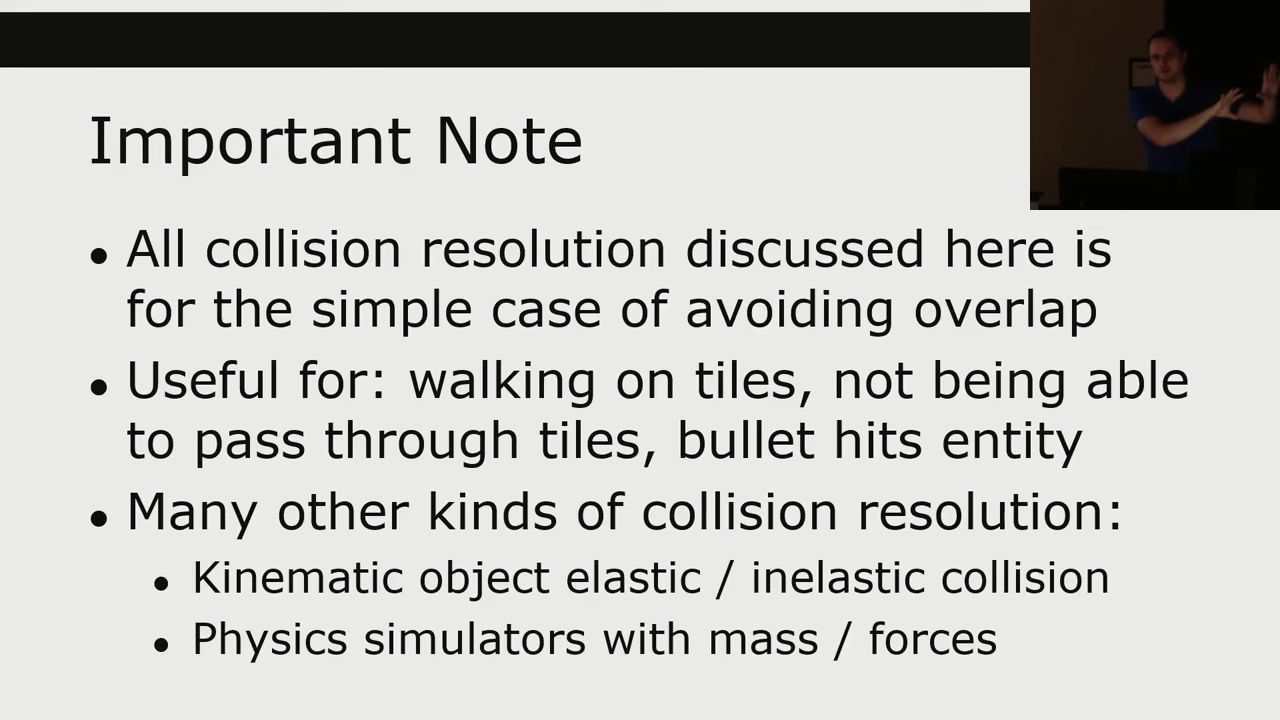 Important Note
All collision resolution discussed here is
for the simple case of avoiding overlap
Useful for: walking on tiles, not being able
to pass through tiles, bullet hits entity
Many other kinds of collision resolution:
Kinematic object elastic / inelastic collision
Physics simulators with mass / forces